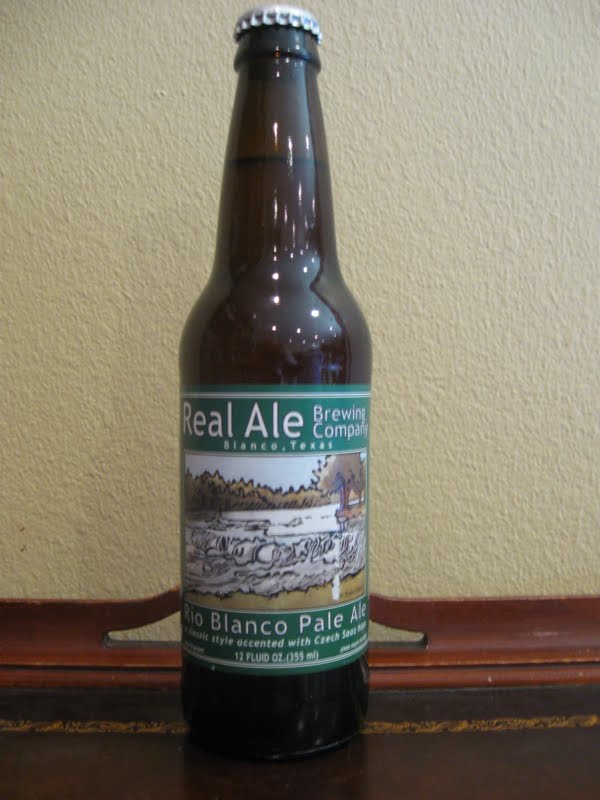 Real Ale Brewing Company
Blanco, Texas
Rio Blanco Pale Ale
a classic style accented with Czech Saaz hops
12 FLUID OZ.(355 ml)